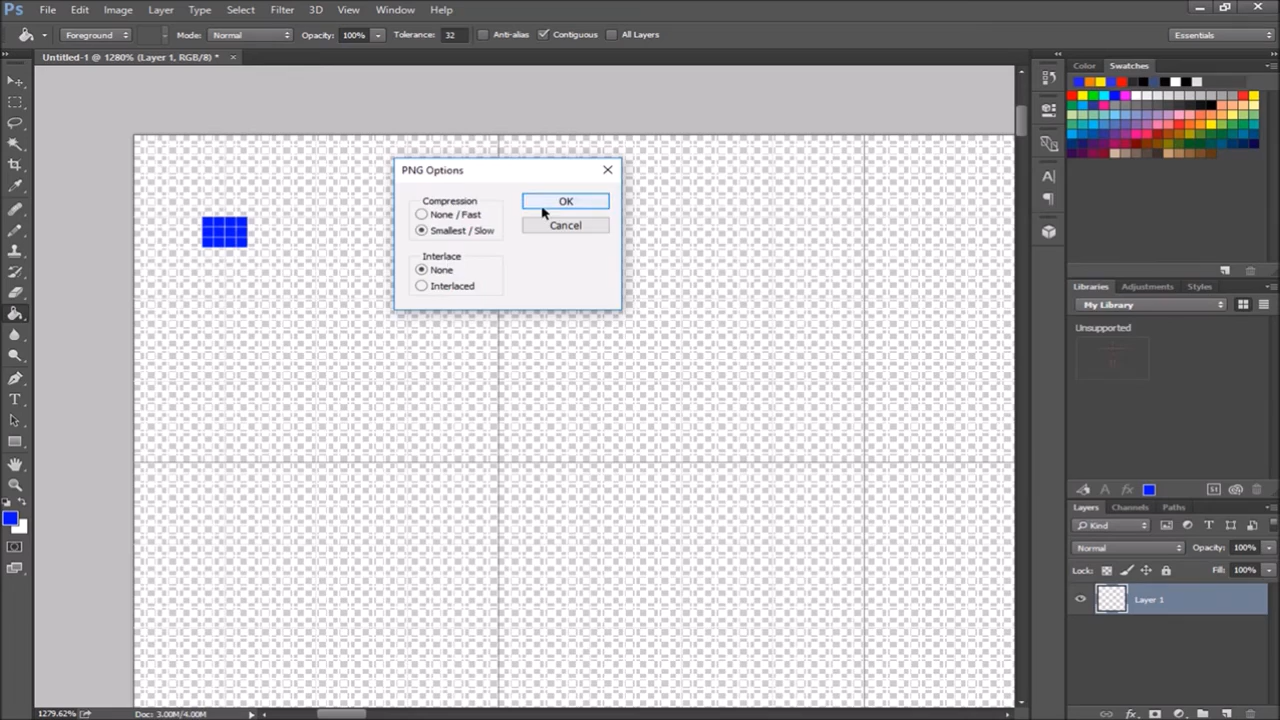 Ps File Edit Image Layer Type Select Filter 3D View Window Help
Foreground Mode: Normal Opacity: 100% Tolerance: 32 Anti-alias Contiguous All Layers Essentials
Untitled-1 @ 1280% (Layer 1, RGB/8) *
Color Swatches
PNG Options
Compression
None / Fast
Smallest / Slow
OK
Cancel
Interlace
None
Interlaced
Libraries Adjustments Styles
My Library
Unsupported
Layers Channels Paths
Kind
Normal Opacity: 100%
Lock: Fill: 100%
Layer 1
1279.62% Doc: 3.00M/4.00M